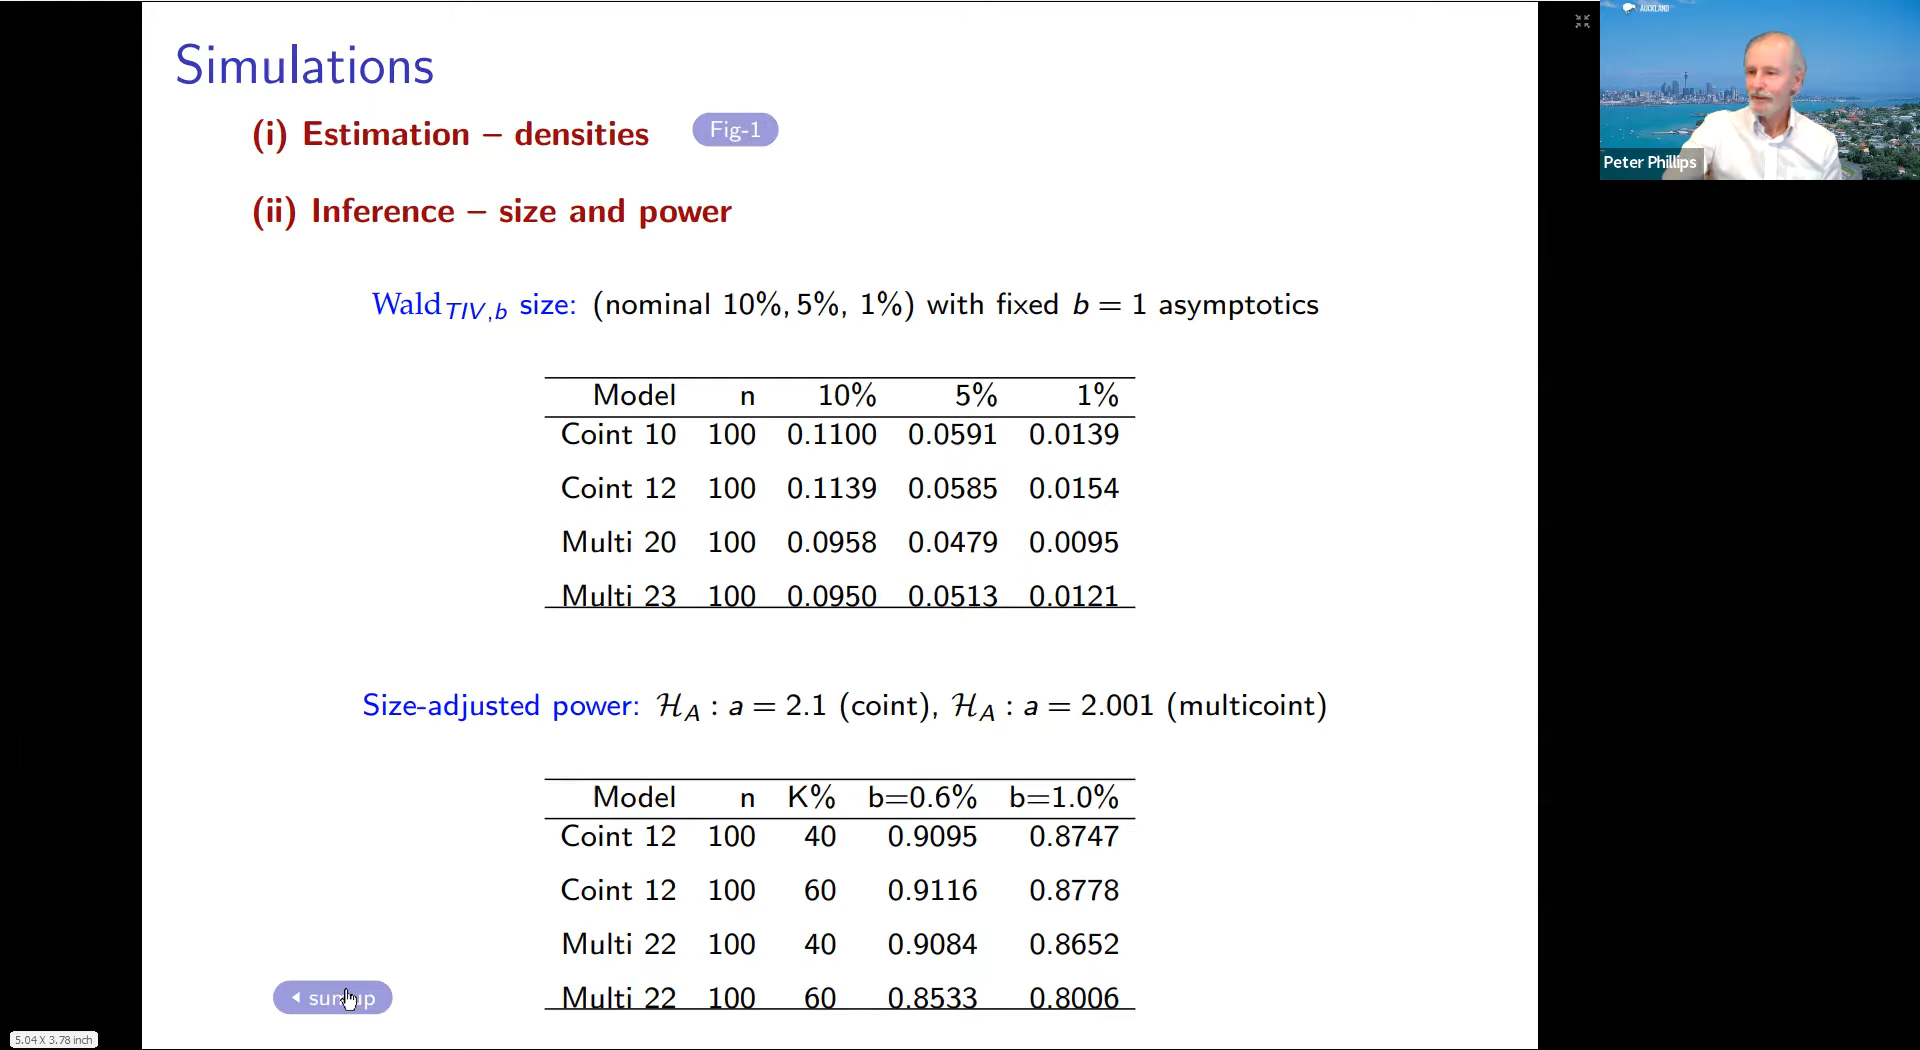 Simulations
(i) Estimation – densities Fig-1
(ii) Inference – size and power
Wald_{TIV,b} size: (nominal 10%, 5%, 1%) with fixed b = 1 asymptotics
Model n 10% 5% 1%
Coint 10 100 0.1100 0.0591 0.0139
Coint 12 100 0.1139 0.0585 0.0154
Multi 20 100 0.0958 0.0479 0.0095
Multi 23 100 0.0950 0.0513 0.0121
Size-adjusted power: ℋ_A : a = 2.1 (coint), ℋ_A : a = 2.001 (multicoint)
Model n K% b=0.6% b=1.0%
Coint 12 100 40 0.9095 0.8747
Coint 12 100 60 0.9116 0.8778
Multi 22 100 40 0.9084 0.8652
Multi 22 100 60 0.8533 0.8006
5.04 X 3.78 inch
AUCKLAND
Peter Phillips